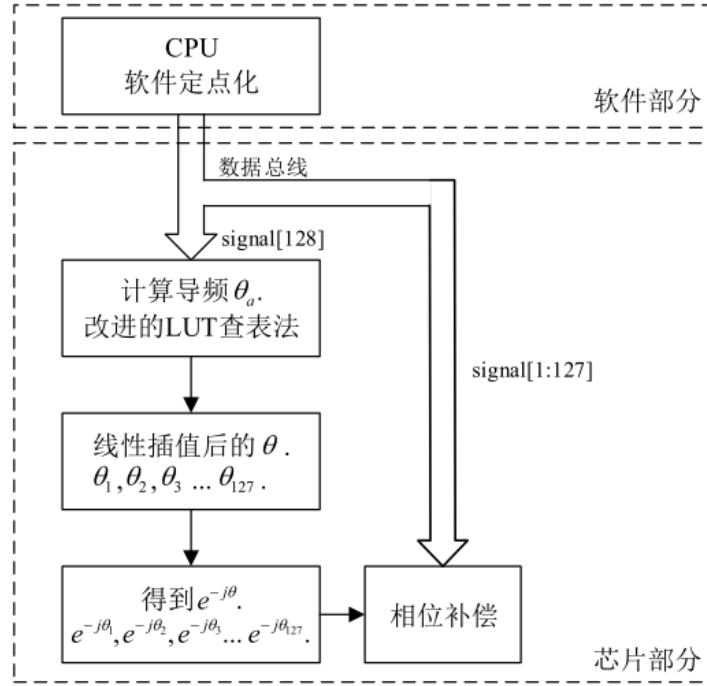 CPU
软件定点化
软件部分
数据总线
signal[128]
计算导频θₐ.
改进的LUT查表法
signal[1:127]
线性插值后的 θ.
θ₁,θ₂,θ₃ ... θ₁₂₇.
得到e^{-jθ}.
e^{-jθ₁},e^{-jθ₂},e^{-jθ₃}... e^{-jθ₁₂₇}.
相位补偿
芯片部分